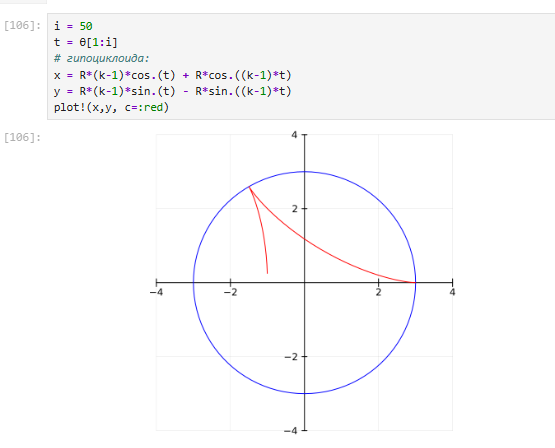 [106]:
i = 50
t = θ[1:i]
# гипоциклоида:
x = R*(k-1)*cos.(t) + R*cos.((k-1)*t)
y = R*(k-1)*sin.(t) - R*sin.((k-1)*t)
plot!(x,y, c=:red)
[106]:
4
2
−4
−2
2
4
−2
−4